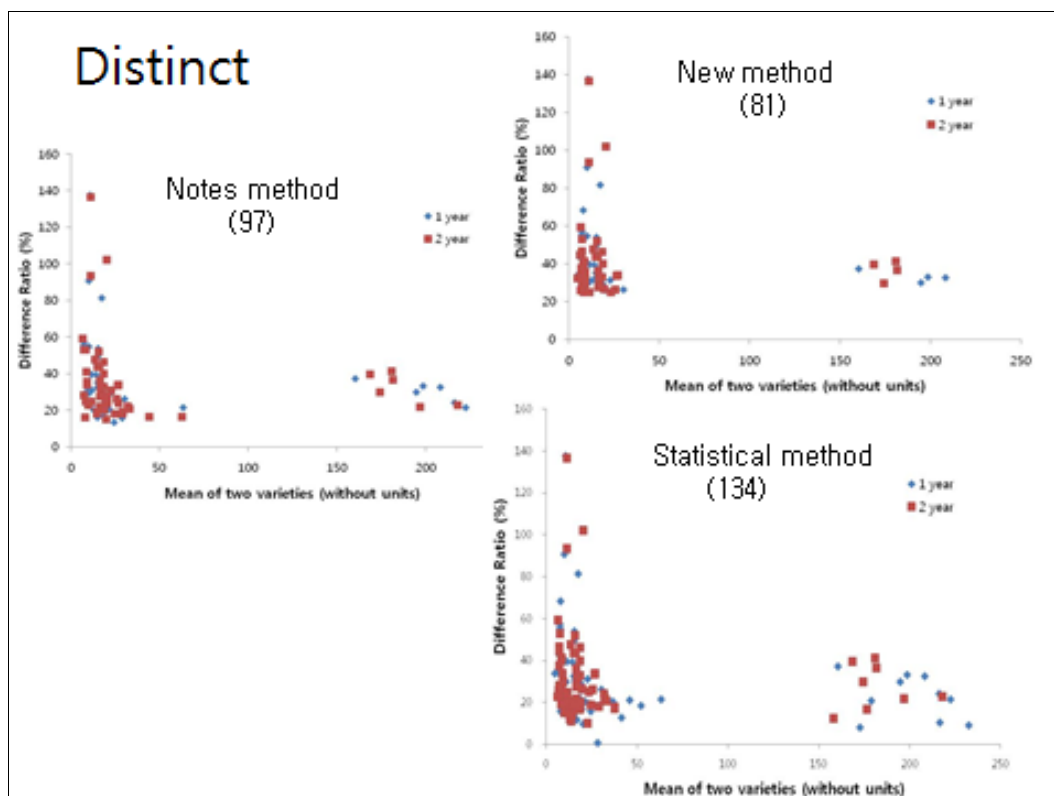 Distinct
Notes method
(97)
Difference Ratio (%)
160
140
120
100
80
60
40
20
0
0
50
100
150
200
Mean of two varieties (without units)
1 year
2 year
New method
(81)
Difference Ratio (%)
160
140
120
100
80
60
40
20
0
0
50
100
150
200
250
Mean of two varieties (without units)
1 year
2 year
Statistical method
(134)
Difference Ratio (%)
160
140
120
100
80
60
40
20
0
0
50
100
150
200
250
Mean of two varieties (without units)
1 year
2 year